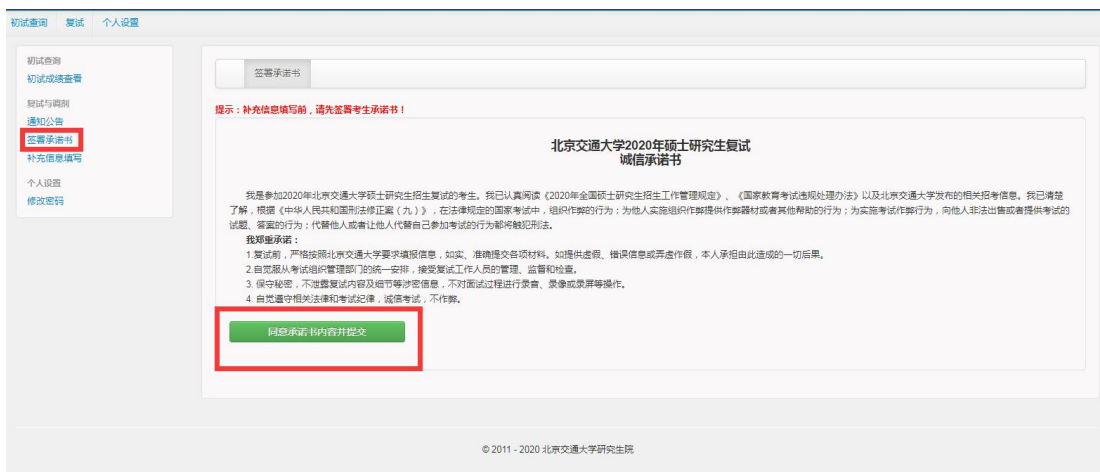 初试查询 复试 个人设置
初试查询
初试成绩查看
复试与调剂
通知公告
签署承诺书
补充信息填写
个人设置
修改密码
签署承诺书
提示：补充信息填写前，请先签署考生承诺书！
北京交通大学2020年硕士研究生复试
诚信承诺书
我是参加2020年北京交通大学硕士研究生招生复试的考生。我已认真阅读《2020年全国硕士研究生招生工作管理规定》、《国家教育考试违规处理办法》以及北京交通大学发布的相关招考信息。我已清楚
了解，根据《中华人民共和国刑法修正案（九）》，在法律规定的国家考试中，组织作弊的行为；为他人实施组织作弊提供作弊器材或者其他帮助的行为；为实施考试作弊行为，向他人非法出售或者提供考试的
试题、答案的行为；代替他人或者让他人代替自己参加考试的行为都将触犯刑法。
我郑重承诺：
1.复试前，严格按照北京交通大学要求填报信息，如实、准确提交各项材料。如提供虚假、错误信息或弄虚作假，本人承担由此造成的一切后果。
2.自觉服从考试组织管理部门的统一安排，接受复试工作人员的管理、监督和检查。
3. 保守秘密，不泄露复试内容及细节等涉密信息，不对面试过程进行录音、录像或录屏等操作。
4. 自觉遵守相关法律和考试纪律，诚信考试，不作弊。
同意承诺书内容并提交
© 2011 - 2020 北京交通大学研究生院